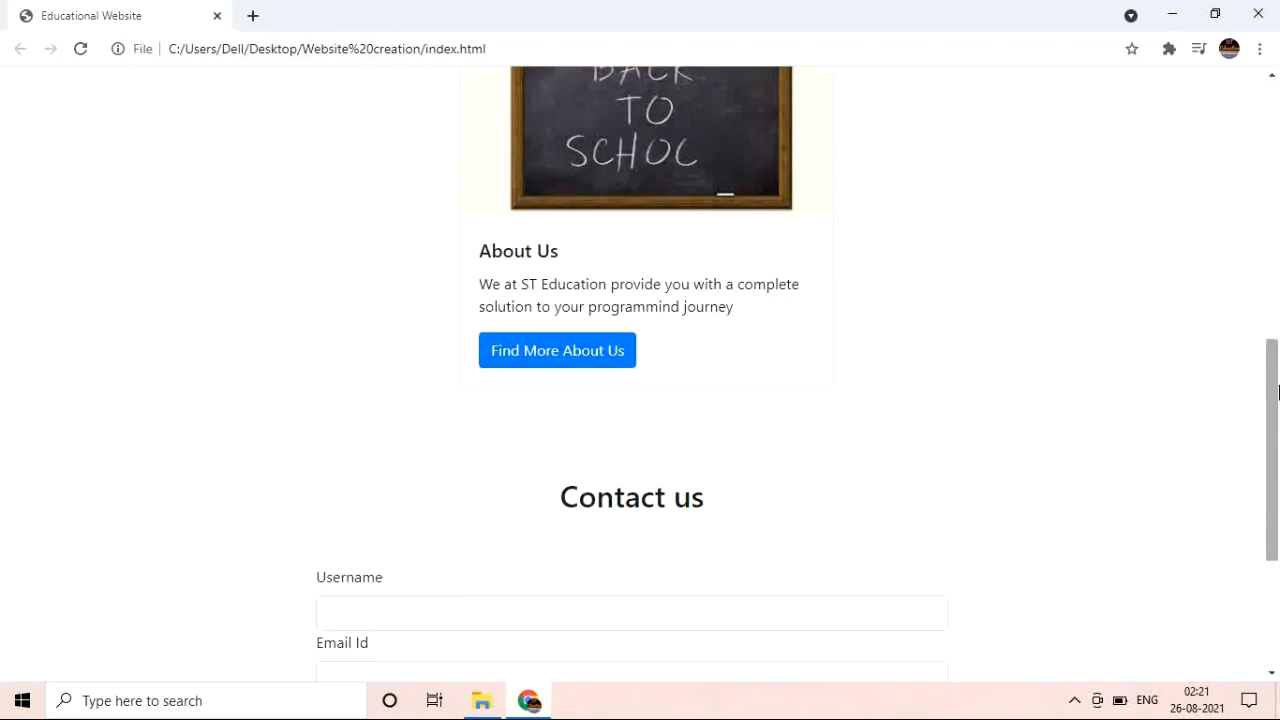 Educational Website
File
C:/Users/Dell/Desktop/Website%20creation/index.html
BACK
TO
SCHOC
About Us
We at ST Education provide you with a complete
solution to your programmind journey
Find More About Us
Contact us
Username
Email Id
Type here to search
ENG
02:21
26-08-2021